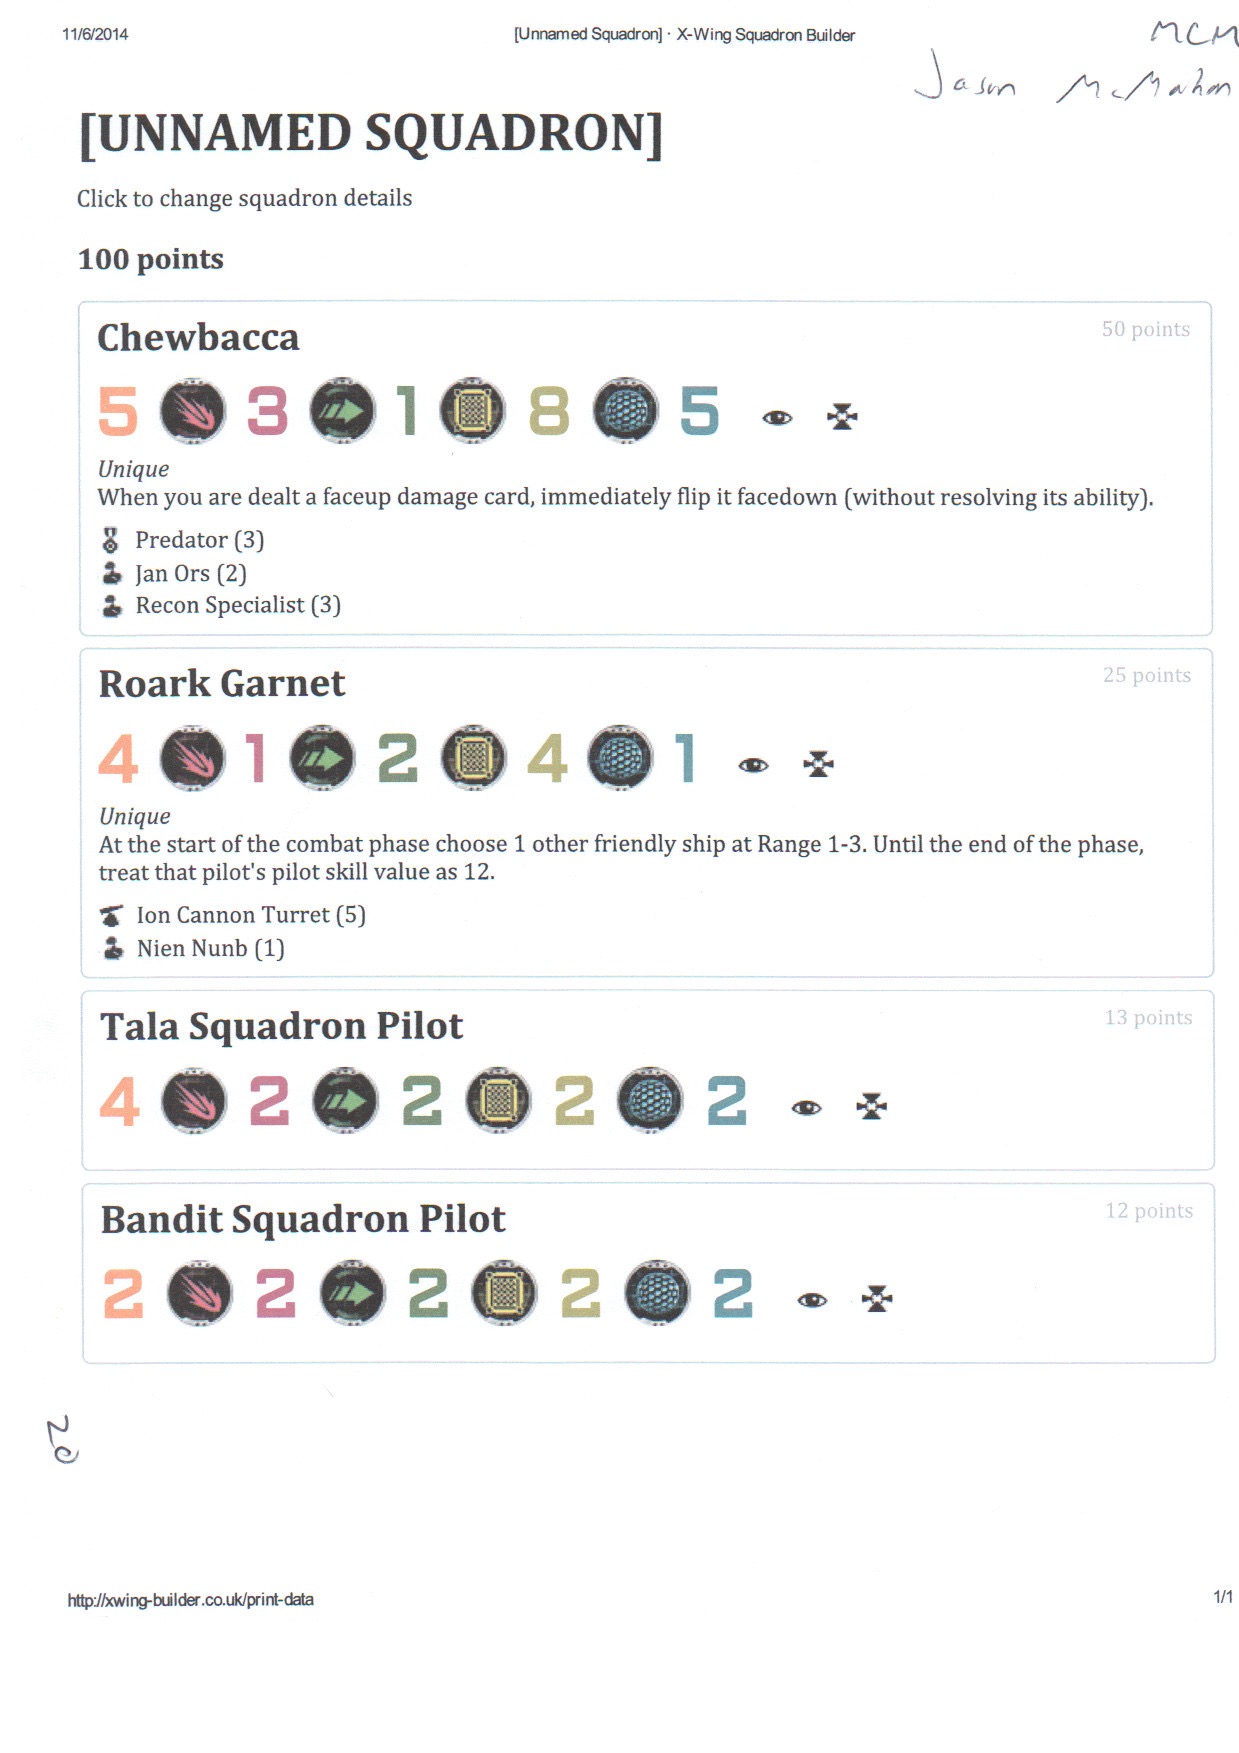 11/6/2014 [Unnamed Squadron] · X-Wing Squadron Builder
MCM
Jason McMahon
[UNNAMED SQUADRON]
Click to change squadron details
100 points
Chewbacca 50 points
5 3 1 8 5
Unique
When you are dealt a faceup damage card, immediately flip it facedown (without resolving its ability).
Predator (3)
Jan Ors (2)
Recon Specialist (3)
Roark Garnet 25 points
4 1 2 4 1
Unique
At the start of the combat phase choose 1 other friendly ship at Range 1-3. Until the end of the phase,
treat that pilot's pilot skill value as 12.
Ion Cannon Turret (5)
Nien Nunb (1)
Tala Squadron Pilot 13 points
4 2 2 2 2
Bandit Squadron Pilot 12 points
2 2 2 2 2
20
http://xwing-builder.co.uk/print-data 1/1